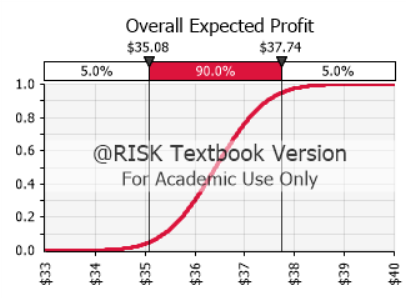 Overall Expected Profit
$35.08 $37.74
5.0% 90.0% 5.0%
1.0
0.8
0.6
@RISK Textbook Version
For Academic Use Only
0.4
0.2
0.0
$33 $34 $35 $36 $37 $38 $39 $40